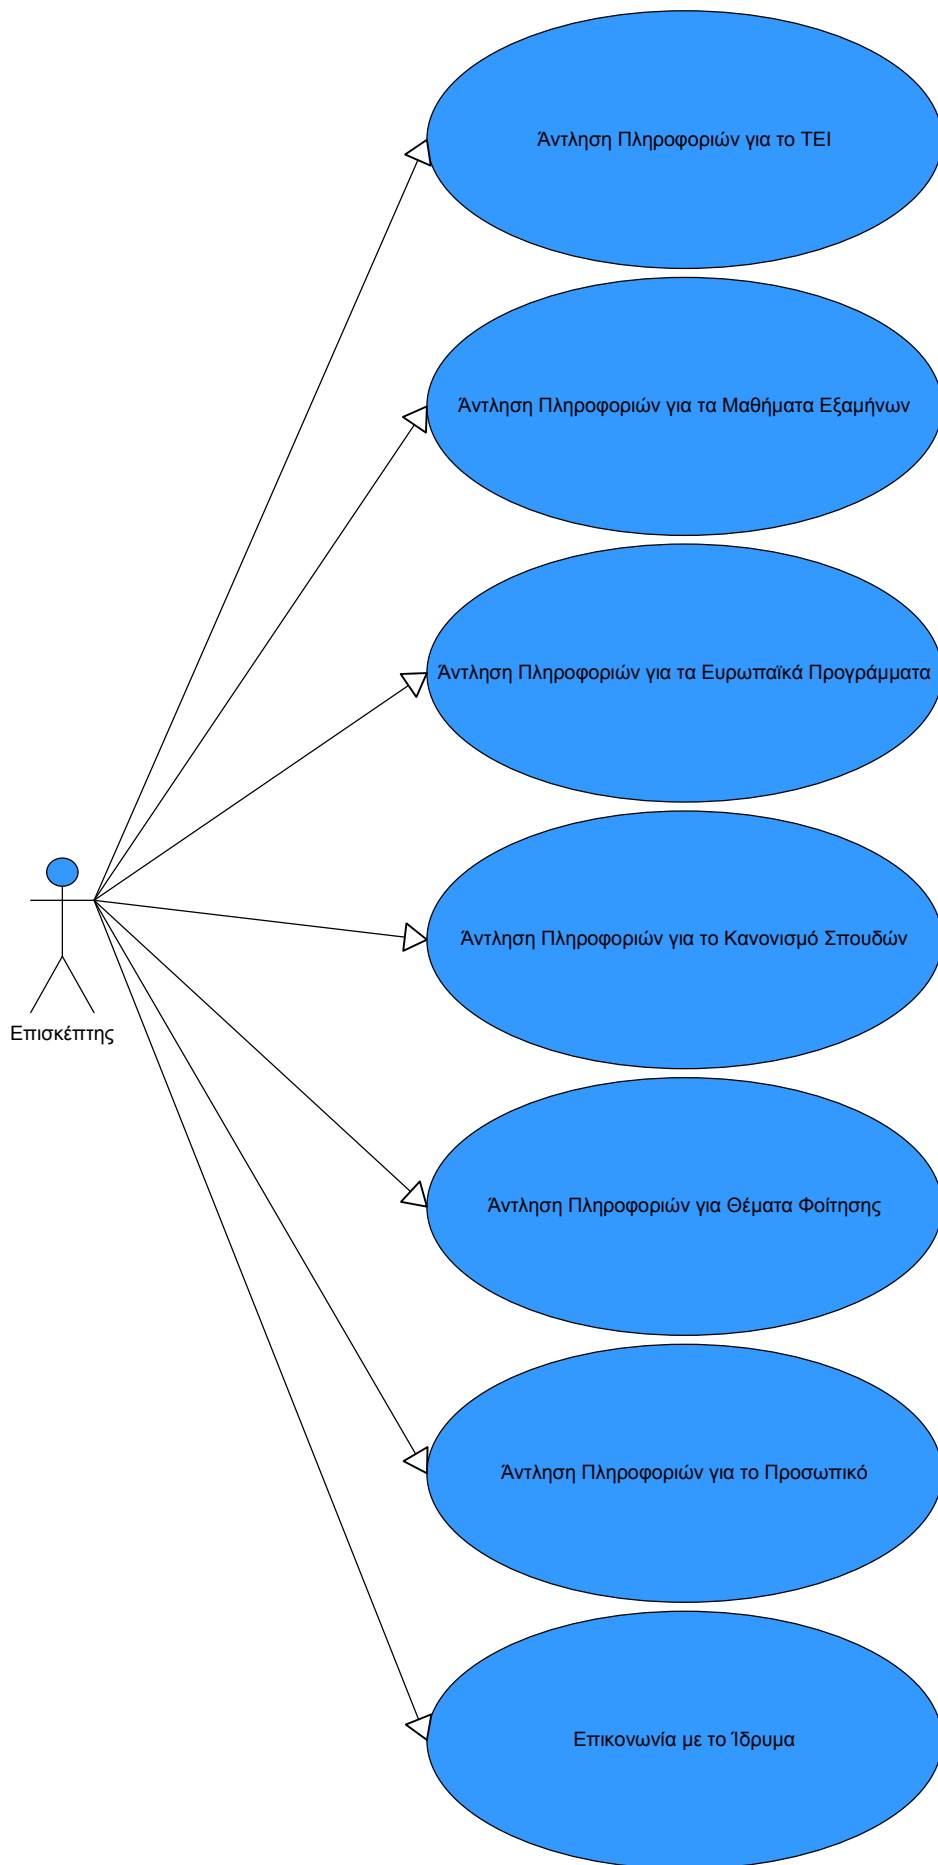 Άντληση Πληροφοριών για το ΤΕΙ
Άντληση Πληροφοριών για τα Μαθήματα Εξαμήνων
Άντληση Πληροφοριών για τα Ευρωπαϊκά Προγράμματα
Άντληση Πληροφοριών για το Κανονισμό Σπουδών
Επισκέπτης
Άντληση Πληροφοριών για Θέματα Φοίτησης
Άντληση Πληροφοριών για το Προσωπικό
Επικονωνία με το Ίδρυμα